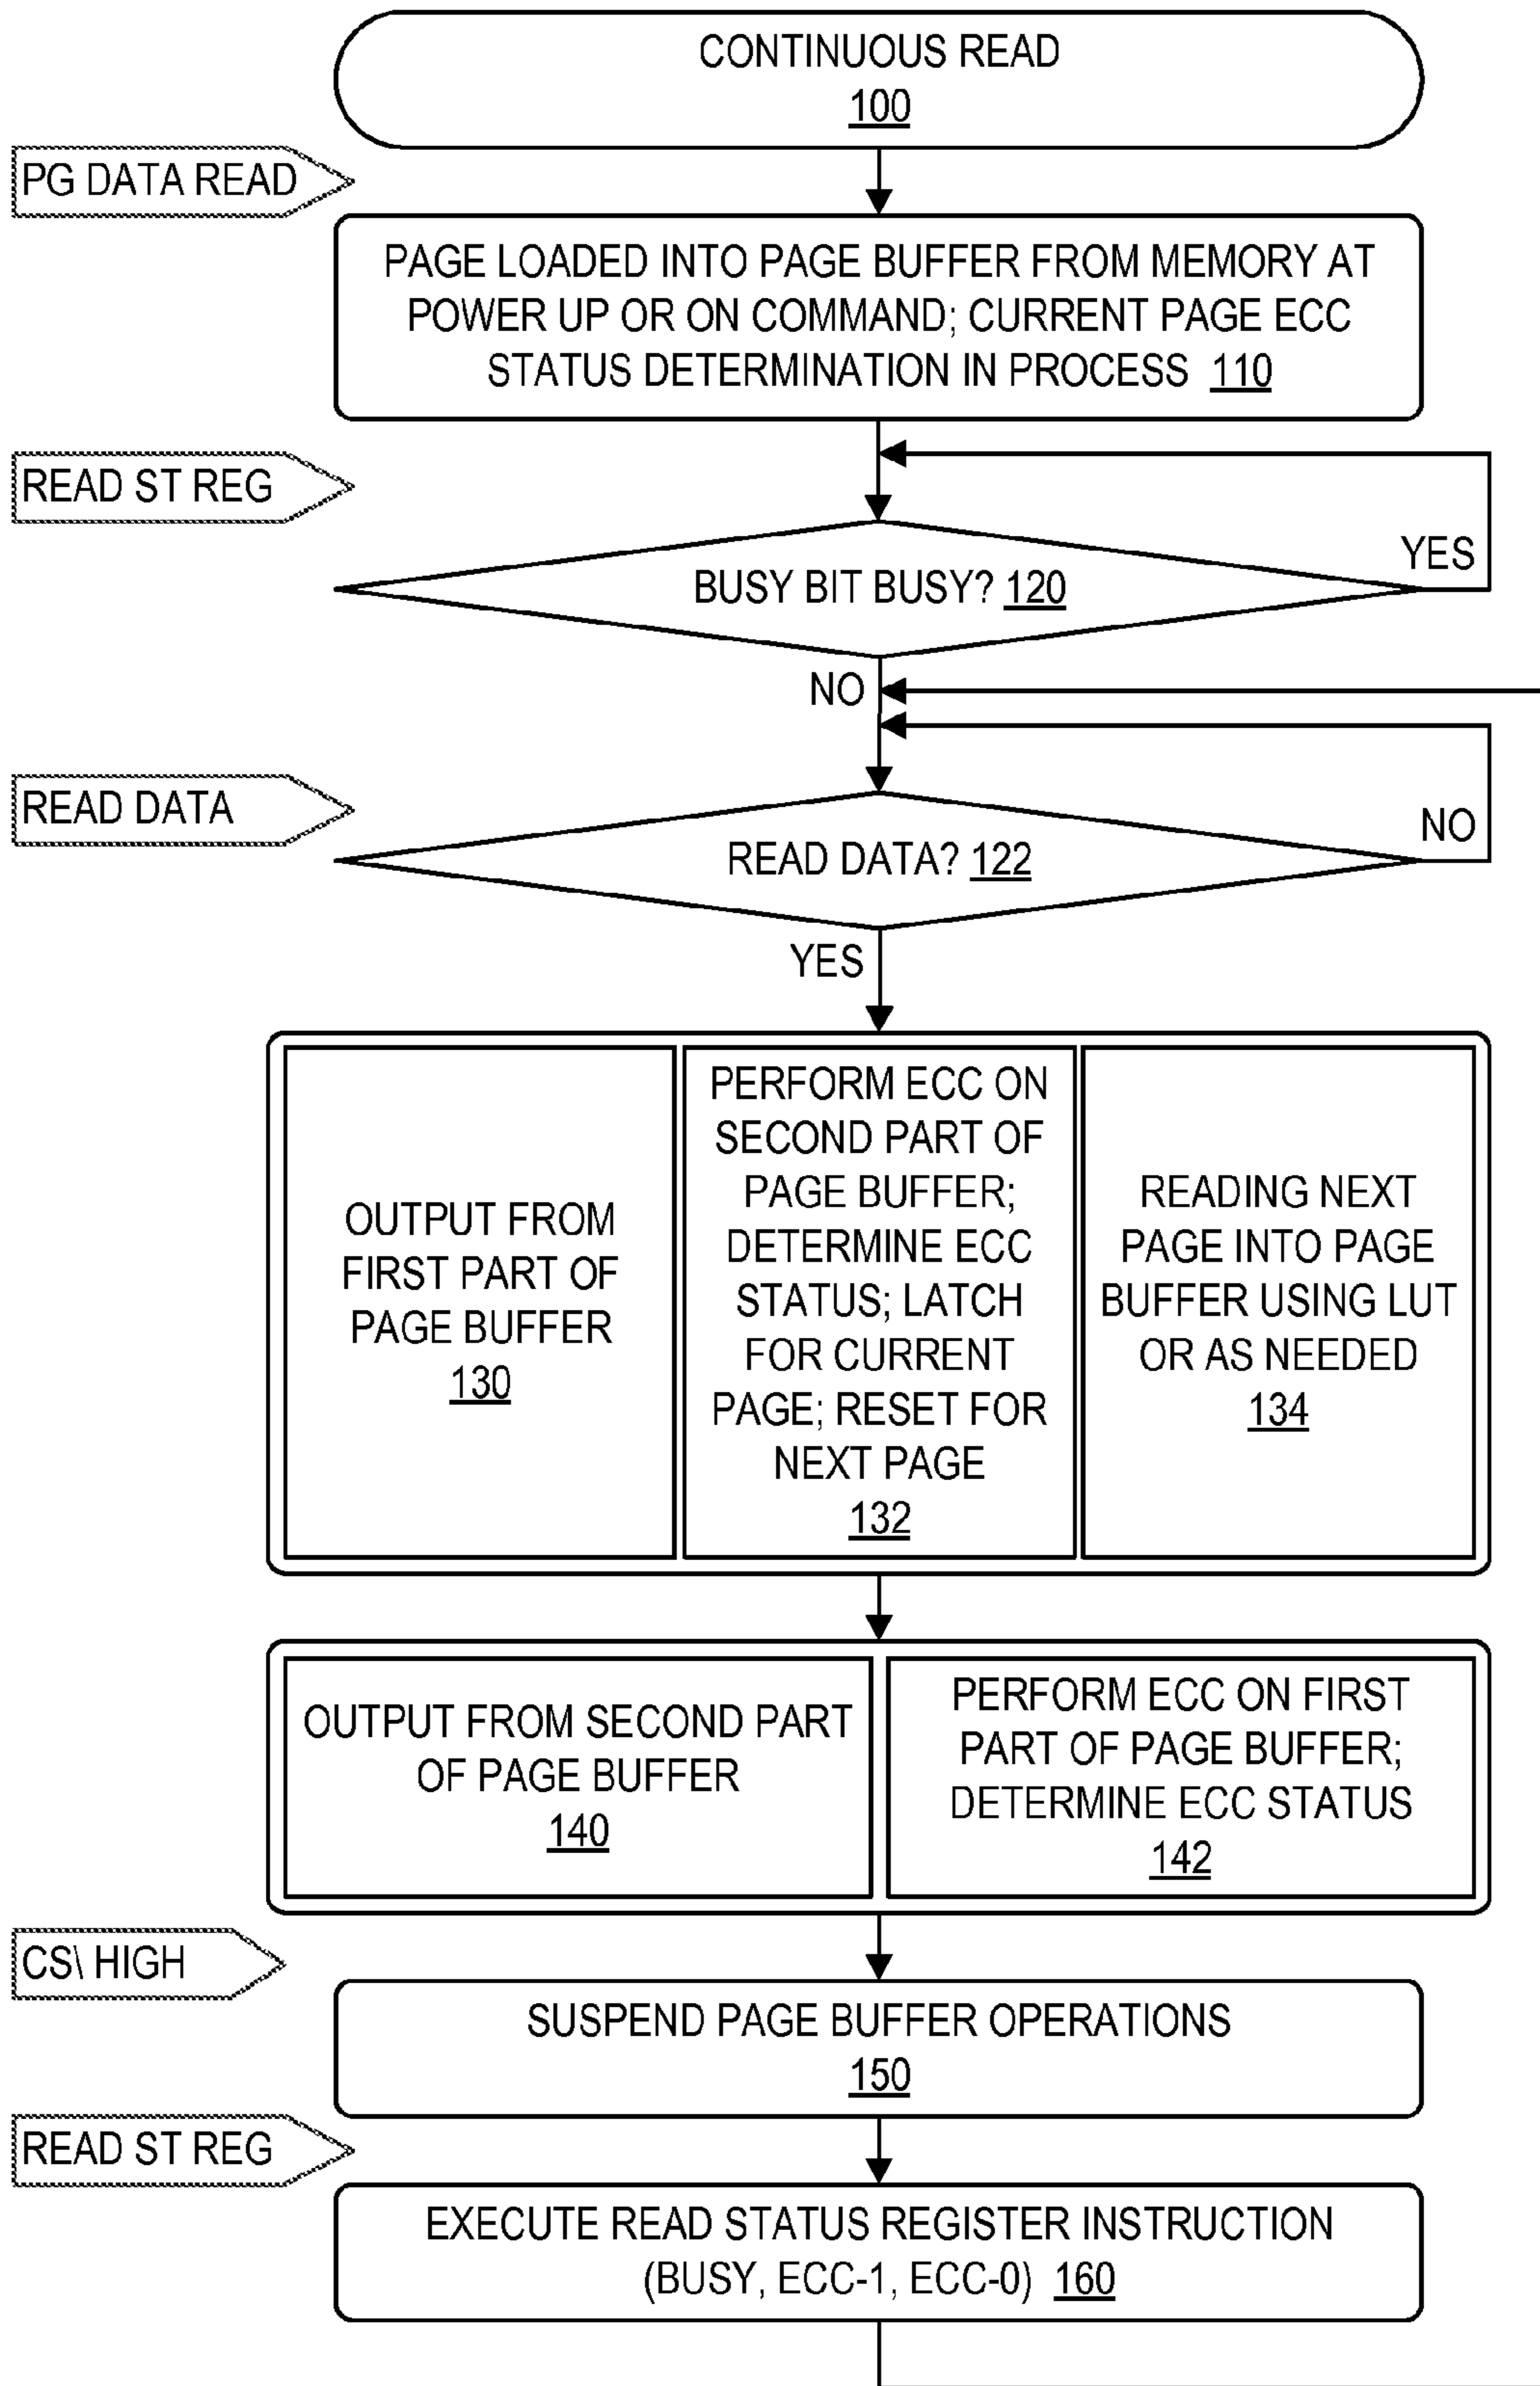 CONTINUOUS READ
100
PG DATA READ
PAGE LOADED INTO PAGE BUFFER FROM MEMORY AT
POWER UP OR ON COMMAND; CURRENT PAGE ECC
STATUS DETERMINATION IN PROCESS 110
READ ST REG
YES
BUSY BIT BUSY? 120
NO
READ DATA
NO
READ DATA? 122
YES
OUTPUT FROM
FIRST PART OF
PAGE BUFFER
130
PERFORM ECC ON
SECOND PART OF
PAGE BUFFER;
DETERMINE ECC
STATUS; LATCH
FOR CURRENT
PAGE; RESET FOR
NEXT PAGE
132
READING NEXT
PAGE INTO PAGE
BUFFER USING LUT
OR AS NEEDED
134
OUTPUT FROM SECOND PART
OF PAGE BUFFER
140
PERFORM ECC ON FIRST
PART OF PAGE BUFFER;
DETERMINE ECC STATUS
142
CS\ HIGH
SUSPEND PAGE BUFFER OPERATIONS
150
READ ST REG
EXECUTE READ STATUS REGISTER INSTRUCTION
(BUSY, ECC-1, ECC-0) 160